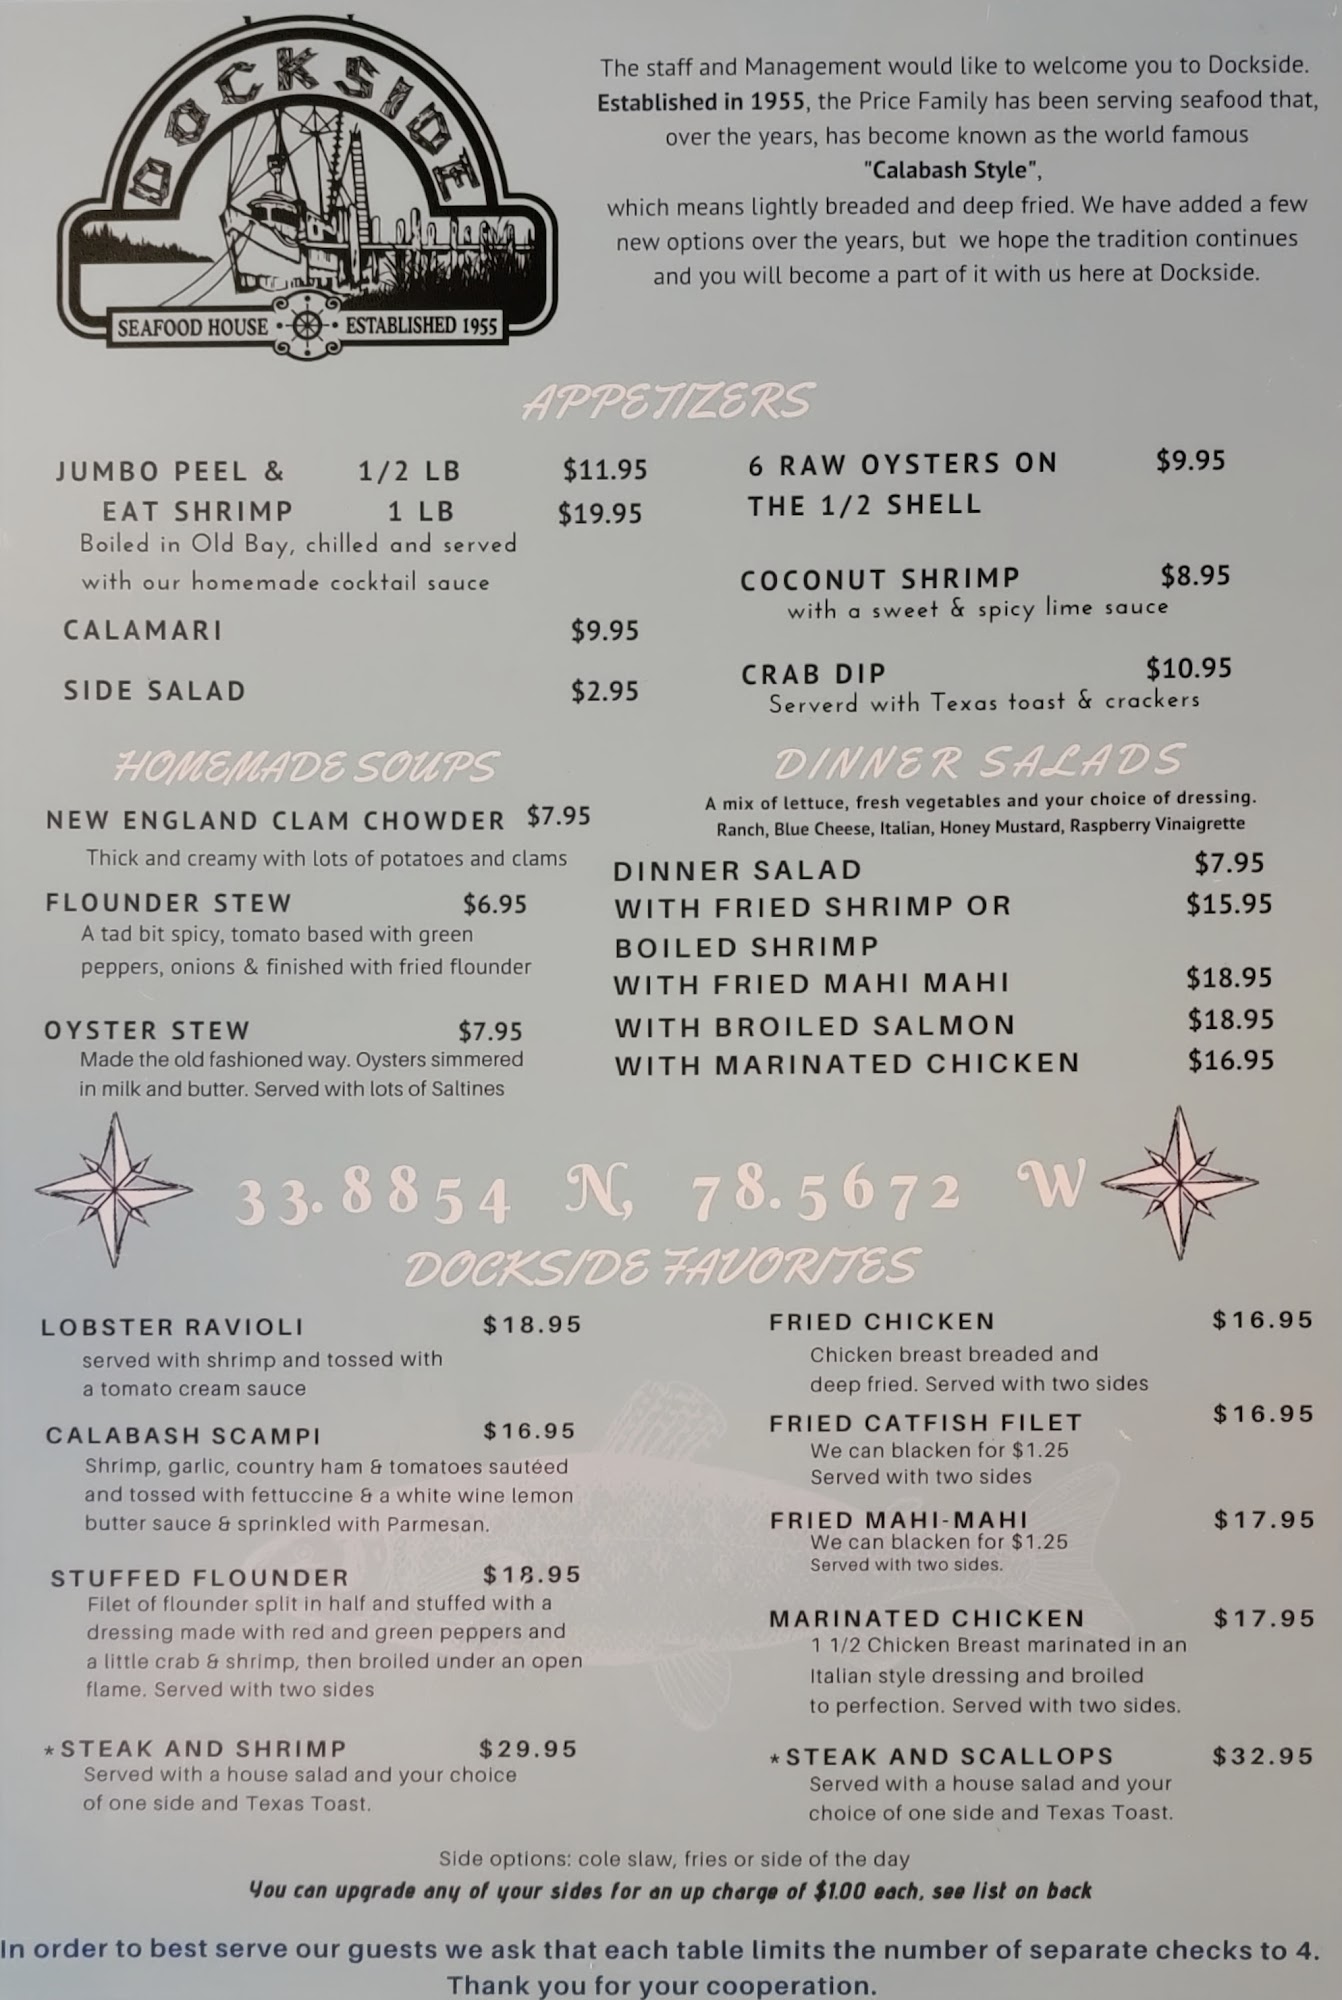 DOCKSIDE
SEAFOOD HOUSE • • ESTABLISHED 1955
The staff and Management would like to welcome you to Dockside.
Established in 1955, the Price Family has been serving seafood that,
over the years, has become known as the world famous
"Calabash Style",
which means lightly breaded and deep fried. We have added a few
new options over the years, but we hope the tradition continues
and you will become a part of it with us here at Dockside.
APPETIZERS
JUMBO PEEL & 1/2 LB $11.95
EAT SHRIMP 1 LB $19.95
Boiled in Old Bay, chilled and served
with our homemade cocktail sauce
CALAMARI $9.95
SIDE SALAD $2.95
6 RAW OYSTERS ON $9.95
THE 1/2 SHELL
COCONUT SHRIMP $8.95
with a sweet & spicy lime sauce
CRAB DIP $10.95
Serverd with Texas toast & crackers
HOMEMADE SOUPS
NEW ENGLAND CLAM CHOWDER $7.95
Thick and creamy with lots of potatoes and clams
FLOUNDER STEW $6.95
A tad bit spicy, tomato based with green
peppers, onions & finished with fried flounder
OYSTER STEW $7.95
Made the old fashioned way. Oysters simmered
in milk and butter. Served with lots of Saltines
DINNER SALADS
A mix of lettuce, fresh vegetables and your choice of dressing.
Ranch, Blue Cheese, Italian, Honey Mustard, Raspberry Vinaigrette
DINNER SALAD $7.95
WITH FRIED SHRIMP OR $15.95
BOILED SHRIMP
WITH FRIED MAHI MAHI $18.95
WITH BROILED SALMON $18.95
WITH MARINATED CHICKEN $16.95
33.8854 N, 78.5672 W
DOCKSIDE FAVORITES
LOBSTER RAVIOLI $18.95
served with shrimp and tossed with
a tomato cream sauce
CALABASH SCAMPI $16.95
Shrimp, garlic, country ham & tomatoes sautéed
and tossed with fettuccine & a white wine lemon
butter sauce & sprinkled with Parmesan.
STUFFED FLOUNDER $18.95
Filet of flounder split in half and stuffed with a
dressing made with red and green peppers and
a little crab & shrimp, then broiled under an open
flame. Served with two sides
*STEAK AND SHRIMP $29.95
Served with a house salad and your choice
of one side and Texas Toast.
FRIED CHICKEN $16.95
Chicken breast breaded and
deep fried. Served with two sides
FRIED CATFISH FILET $16.95
We can blacken for $1.25
Served with two sides
FRIED MAHI-MAHI $17.95
We can blacken for $1.25
Served with two sides.
MARINATED CHICKEN $17.95
1 1/2 Chicken Breast marinated in an
Italian style dressing and broiled
to perfection. Served with two sides.
*STEAK AND SCALLOPS $32.95
Served with a house salad and your
choice of one side and Texas Toast.
Side options: cole slaw, fries or side of the day
You can upgrade any of your sides for an up charge of $1.00 each, see list on back
In order to best serve our guests we ask that each table limits the number of separate checks to 4.
Thank you for your cooperation.